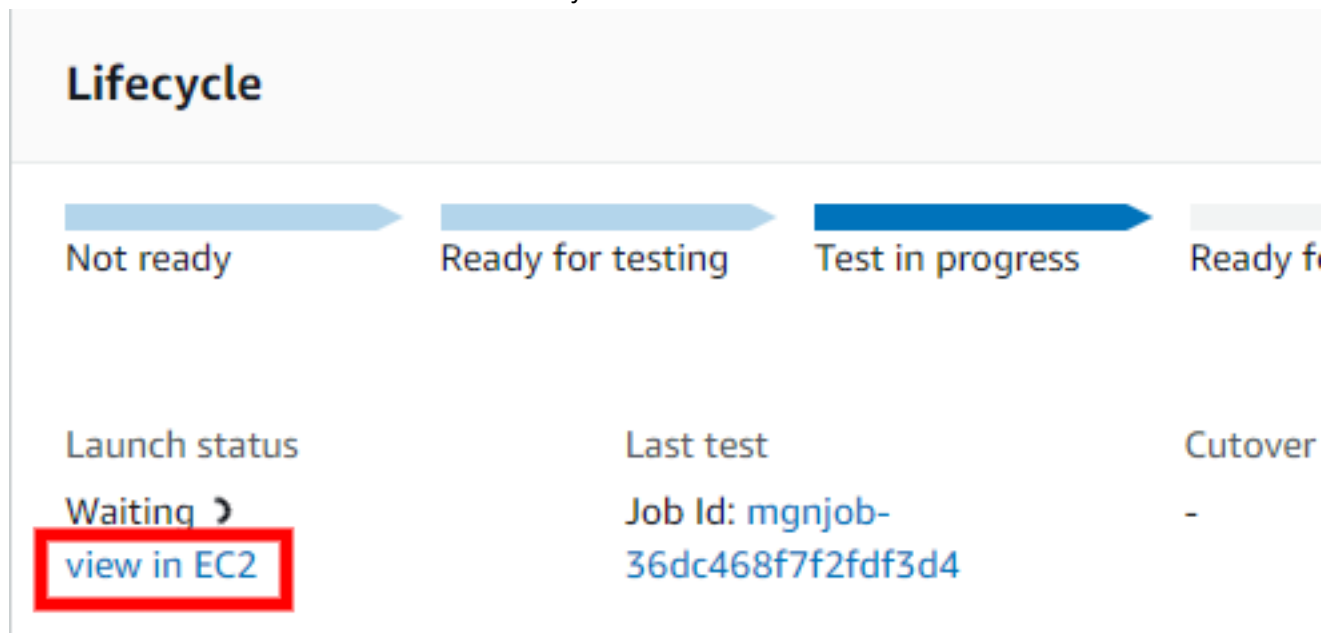 Lifecycle
Not ready
Ready for testing
Test in progress
Ready
Launch status
Last test
Cutover
Waiting
Job Id: mgnjob-
-
view in EC2
36dc468f7f2fdf3d4